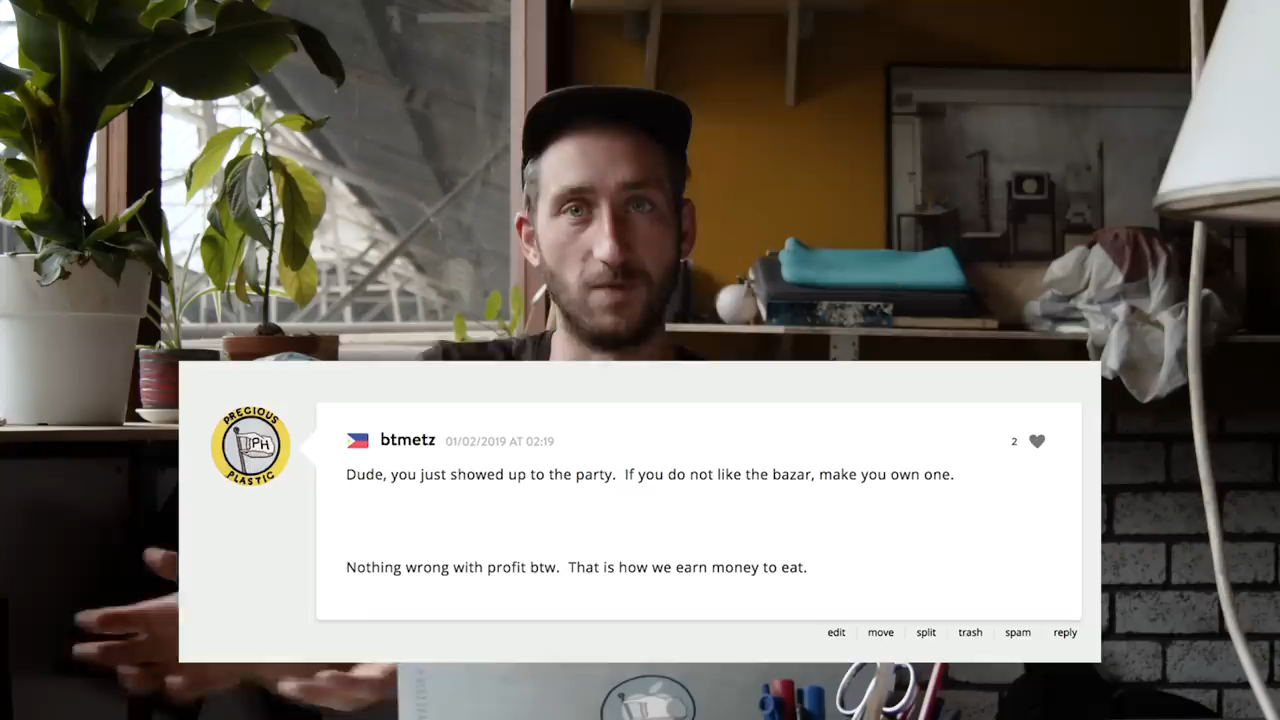 PRECIOUS
PH
PLASTIC
btmetz 01/02/2019 AT 02:19
2
Dude, you just showed up to the party. If you do not like the bazar, make you own one.
Nothing wrong with profit btw. That is how we earn money to eat.
edit move split trash spam reply